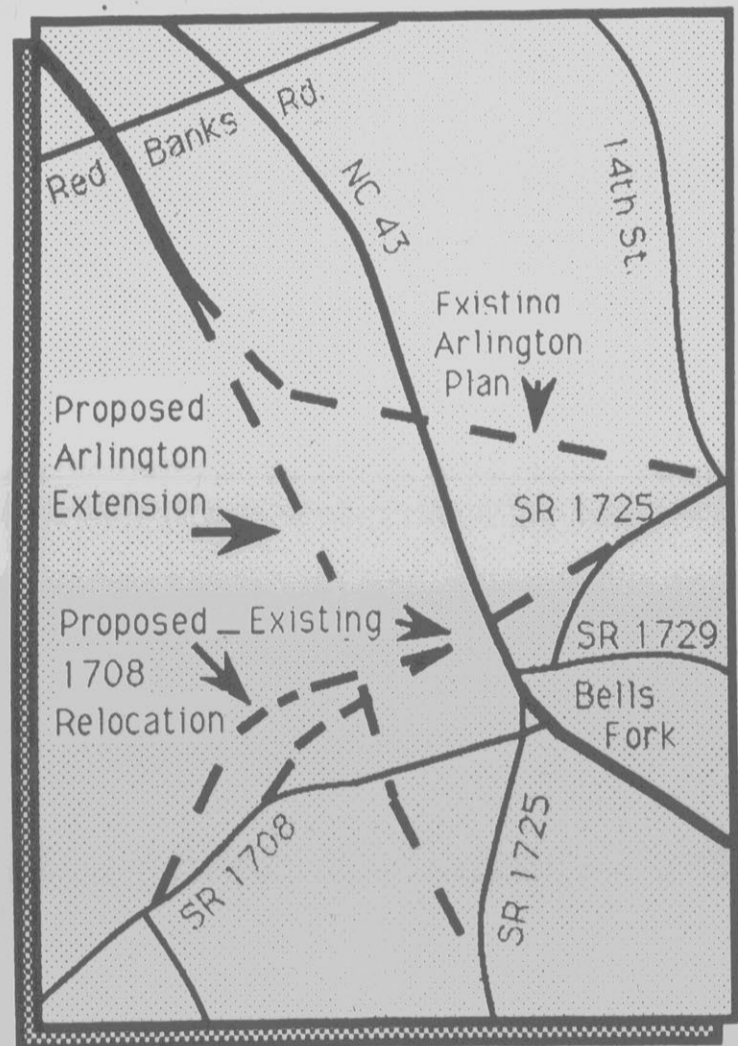 Red Banks Rd.
NC 43
14th St.
Existing
Arlington
Plan
Proposed
Arlington
Extension
SR 1725
Proposed _ Existing
1708
Relocation
SR 1729
Bells
Fork
SR 1708
SR 1725